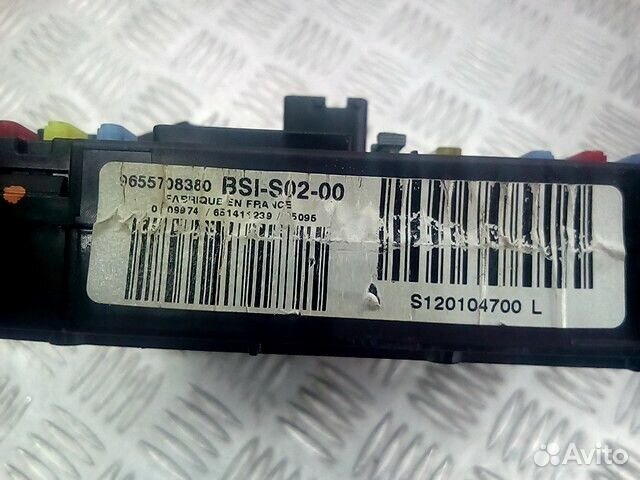 9655708380 BSI-S02-00
FABRIQUE EN FRANCE
S120104700 L
Avito